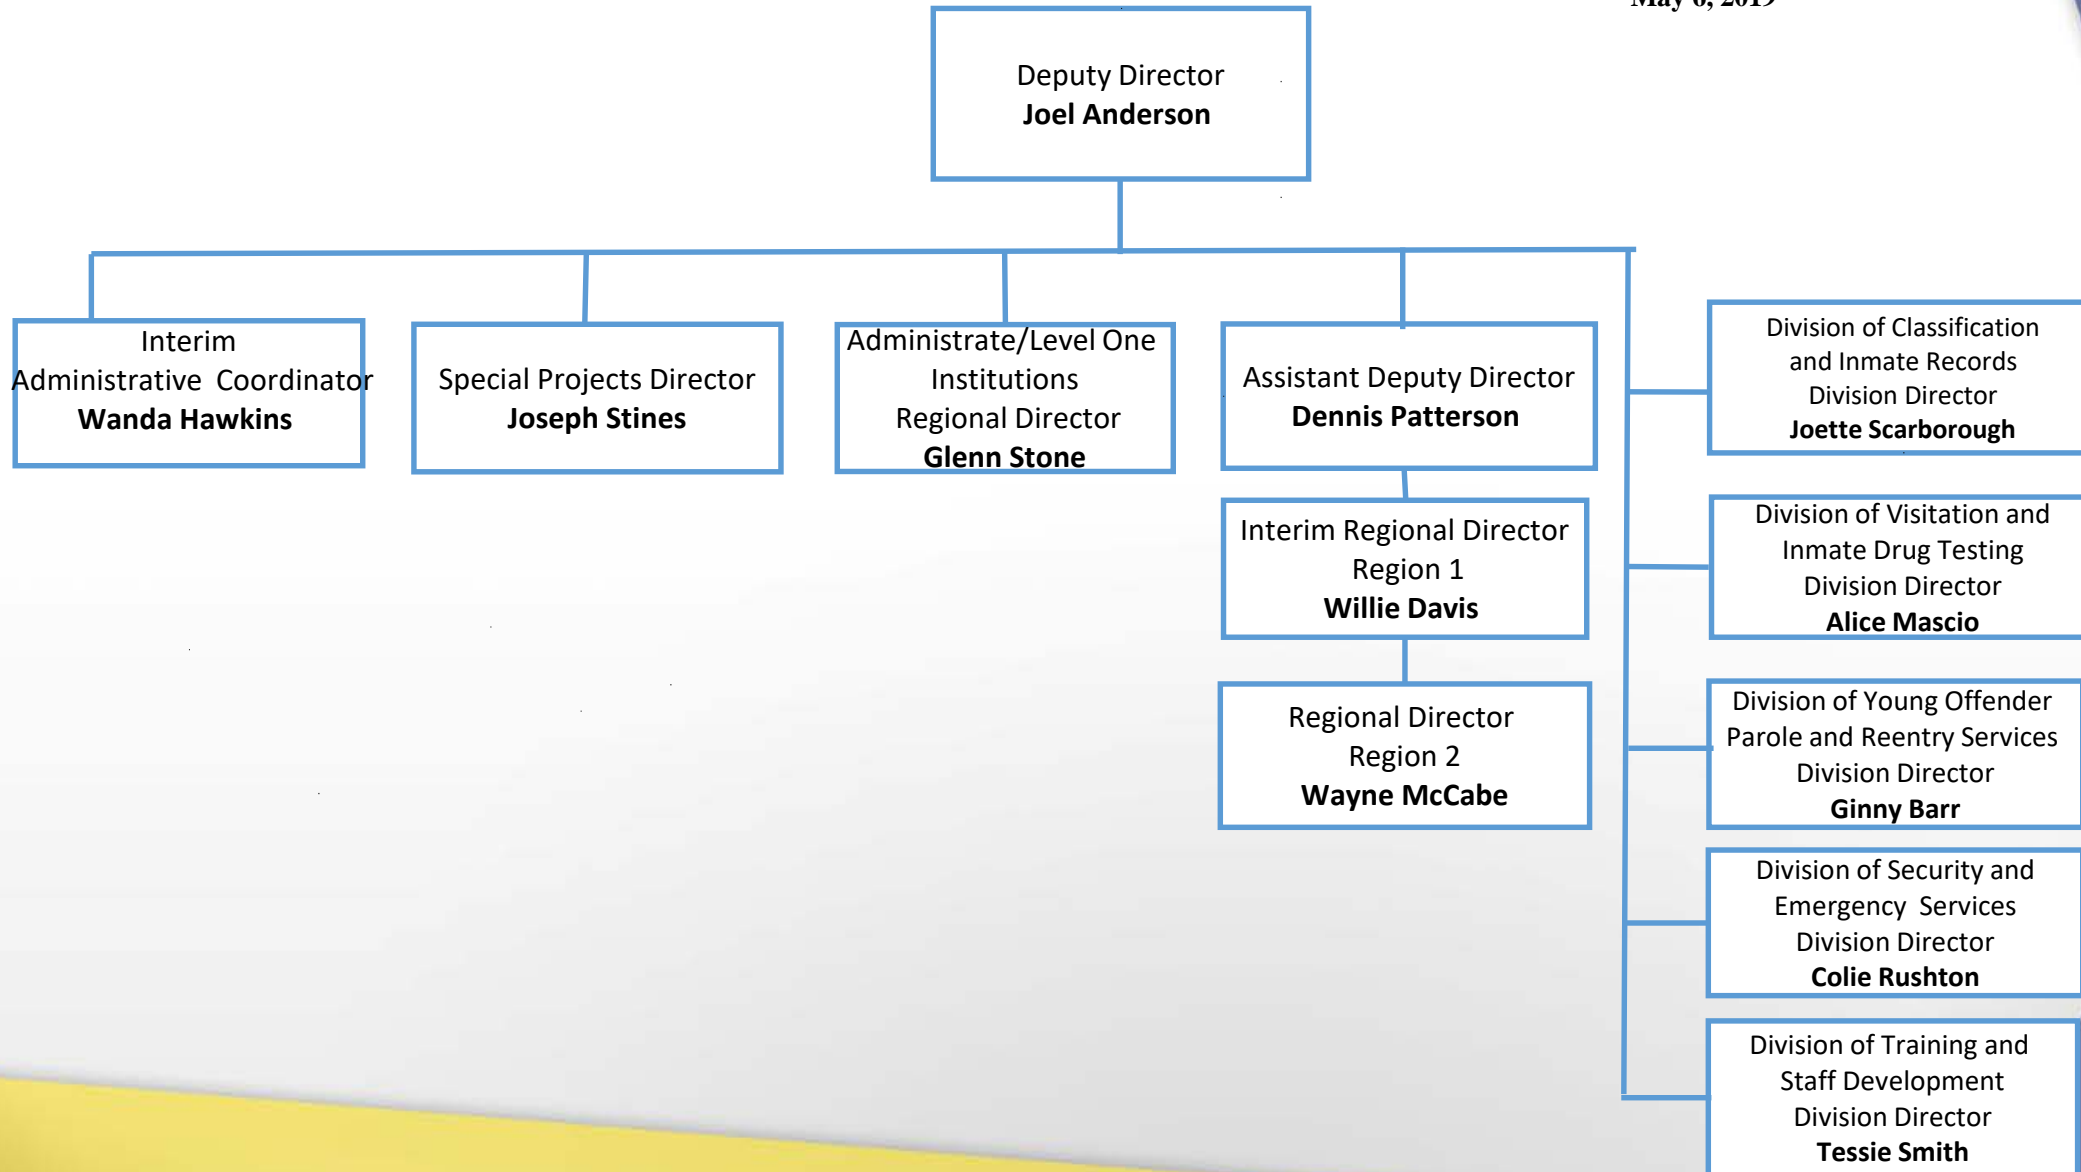 May 6, 2019
Deputy Director
Joel Anderson
Interim
Administrative Coordinator
Wanda Hawkins
Special Projects Director
Joseph Stines
Administrate/Level One
Institutions
Regional Director
Glenn Stone
Assistant Deputy Director
Dennis Patterson
Interim Regional Director
Region 1
Willie Davis
Regional Director
Region 2
Wayne McCabe
Division of Classification
and Inmate Records
Division Director
Joette Scarborough
Division of Visitation and
Inmate Drug Testing
Division Director
Alice Mascio
Division of Young Offender
Parole and Reentry Services
Division Director
Ginny Barr
Division of Security and
Emergency Services
Division Director
Colie Rushton
Division of Training and
Staff Development
Division Director
Tessie Smith